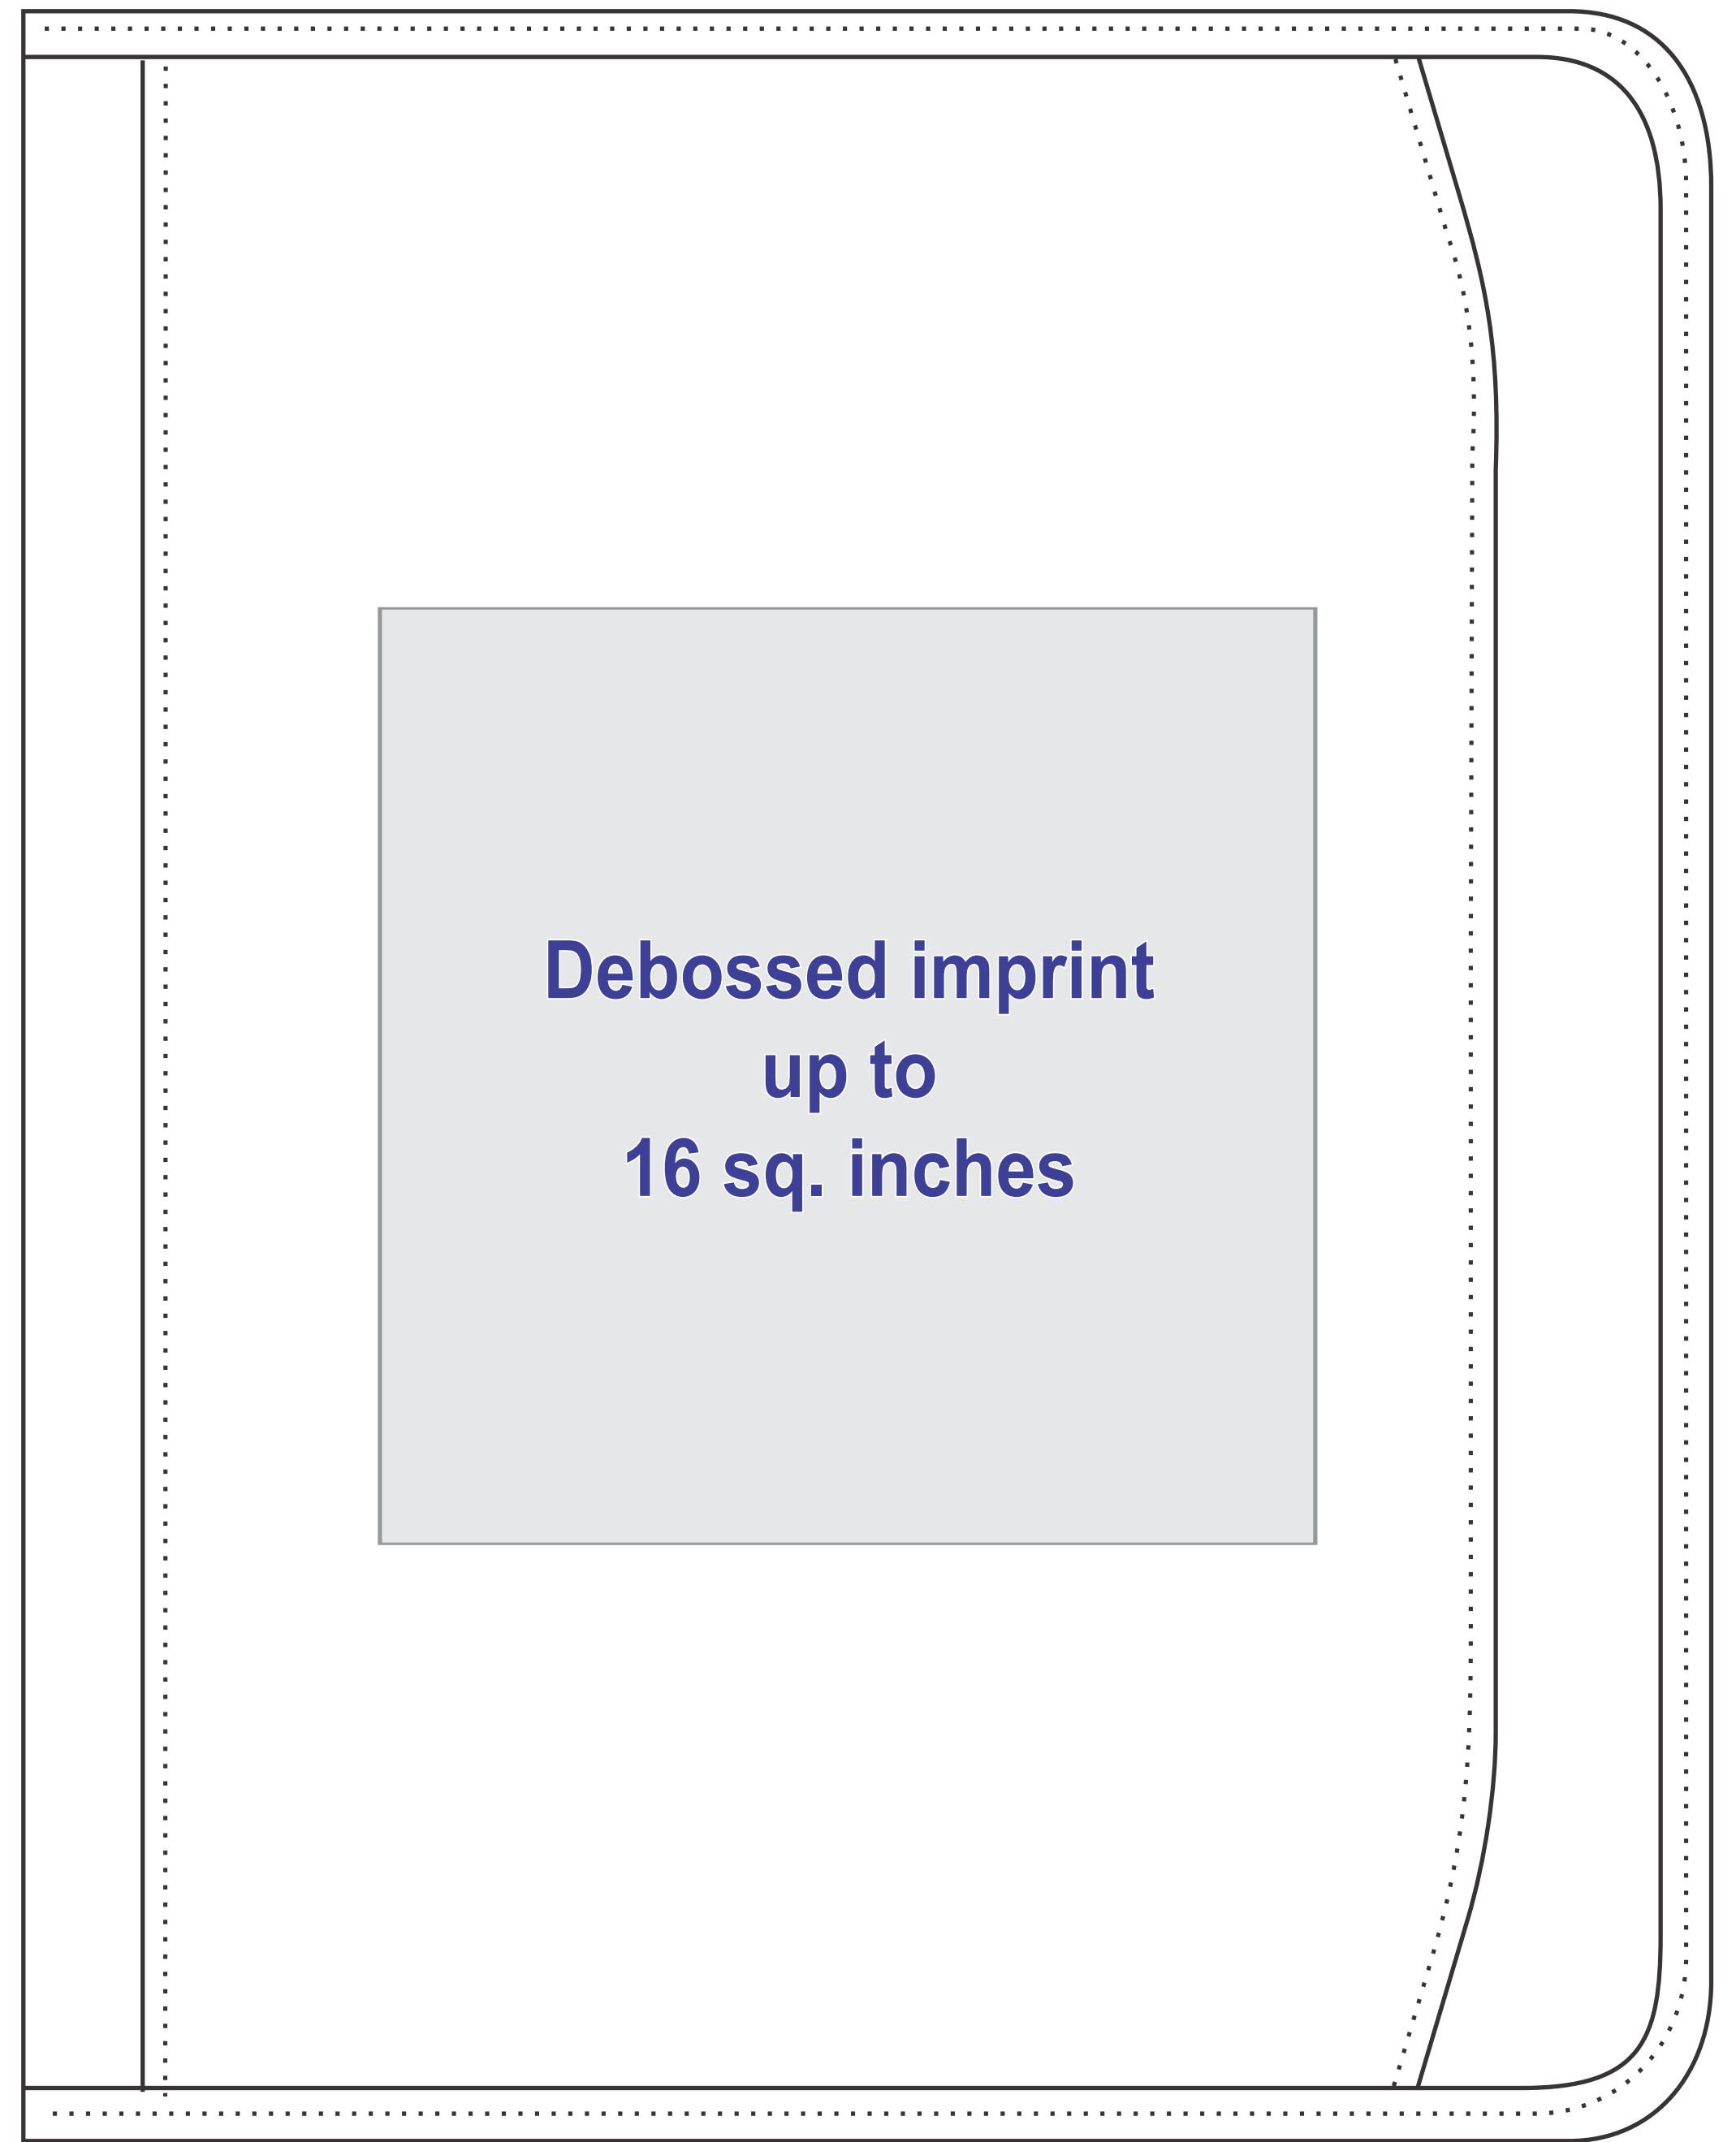 Debossed imprint
up to
16 sq. inches